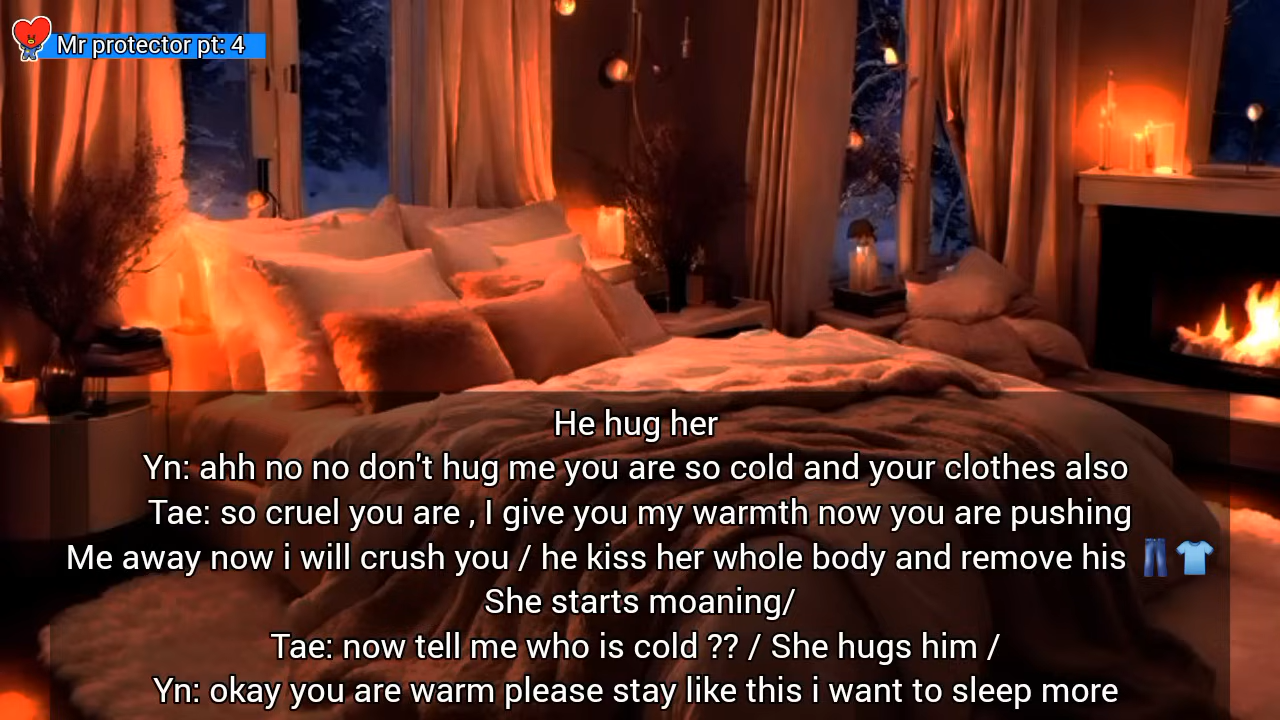 Mr protector pt: 4
He hug her
Yn: ahh no no don't hug me you are so cold and your clothes also
Tae: so cruel you are , I give you my warmth now you are pushing
Me away now i will crush you / he kiss her whole body and remove his 👖👕
She starts moaning/
Tae: now tell me who is cold ?? / She hugs him /
Yn: okay you are warm please stay like this i want to sleep more